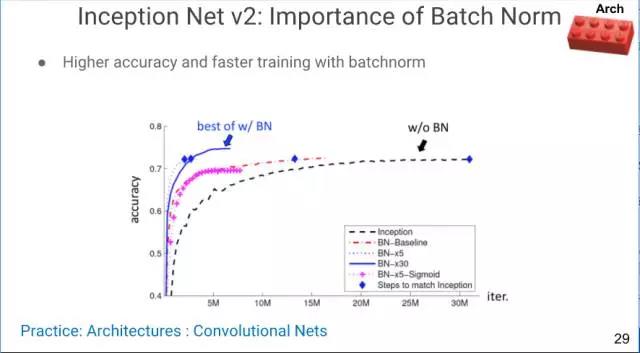 Inception Net v2: Importance of Batch Norm
Arch
● Higher accuracy and faster training with batchnorm
best of w/ BN
w/o BN
accuracy
0.8
0.7
0.6
0.5
0.4
Inception
BN−Baseline
BN−x5
BN−x30
BN−x5−Sigmoid
Steps to match Inception
5M 10M 15M 20M 25M 30M iter.
Practice: Architectures : Convolutional Nets
29